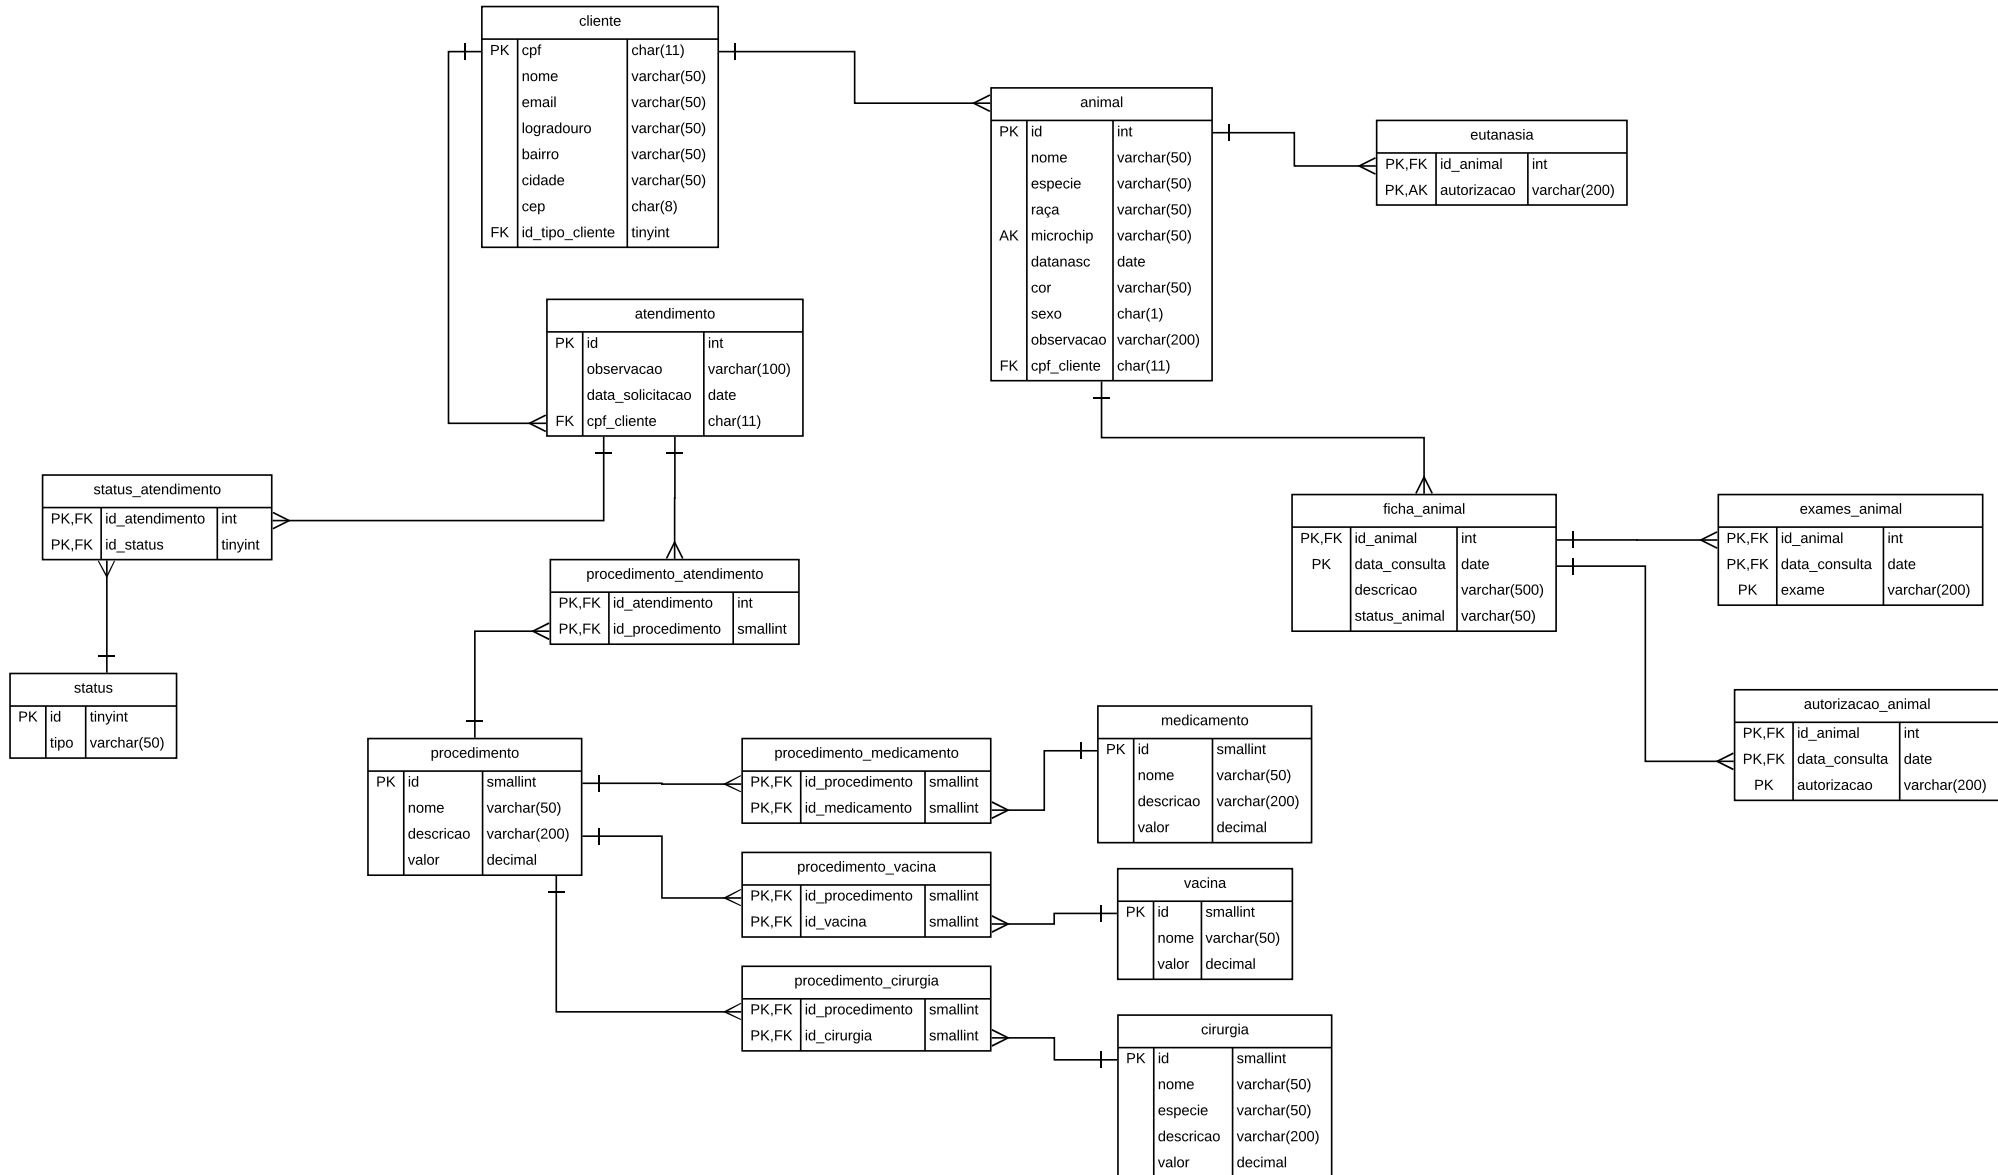 cliente
PK cpf char(11)
nome varchar(50)
email varchar(50)
logradouro varchar(50)
bairro varchar(50)
cidade varchar(50)
cep char(8)
FK id_tipo_cliente tinyint
animal
PK id int
nome varchar(50)
especie varchar(50)
raça varchar(50)
AK microchip varchar(50)
datanasc date
cor varchar(50)
sexo char(1)
observacao varchar(200)
FK cpf_cliente char(11)
eutanasia
PK,FK id_animal int
PK,AK autorizacao varchar(200)
atendimento
PK id int
observacao varchar(100)
data_solicitacao date
FK cpf_cliente char(11)
status_atendimento
PK,FK id_atendimento int
PK,FK id_status tinyint
ficha_animal
PK,FK id_animal int
PK data_consulta date
descricao varchar(500)
status_animal varchar(50)
exames_animal
PK,FK id_animal int
PK,FK data_consulta date
PK exame varchar(200)
procedimento_atendimento
PK,FK id_atendimento int
PK,FK id_procedimento smallint
status
PK id tinyint
tipo varchar(50)
autorizacao_animal
PK,FK id_animal int
PK,FK data_consulta date
PK autorizacao varchar(200)
procedimento
PK id smallint
nome varchar(50)
descricao varchar(200)
valor decimal
procedimento_medicamento
PK,FK id_procedimento smallint
PK,FK id_medicamento smallint
medicamento
PK id smallint
nome varchar(50)
descricao varchar(200)
valor decimal
procedimento_vacina
PK,FK id_procedimento smallint
PK,FK id_vacina smallint
vacina
PK id smallint
nome varchar(50)
valor decimal
procedimento_cirurgia
PK,FK id_procedimento smallint
PK,FK id_cirurgia smallint
cirurgia
PK id smallint
nome varchar(50)
especie varchar(50)
descricao varchar(200)
valor decimal